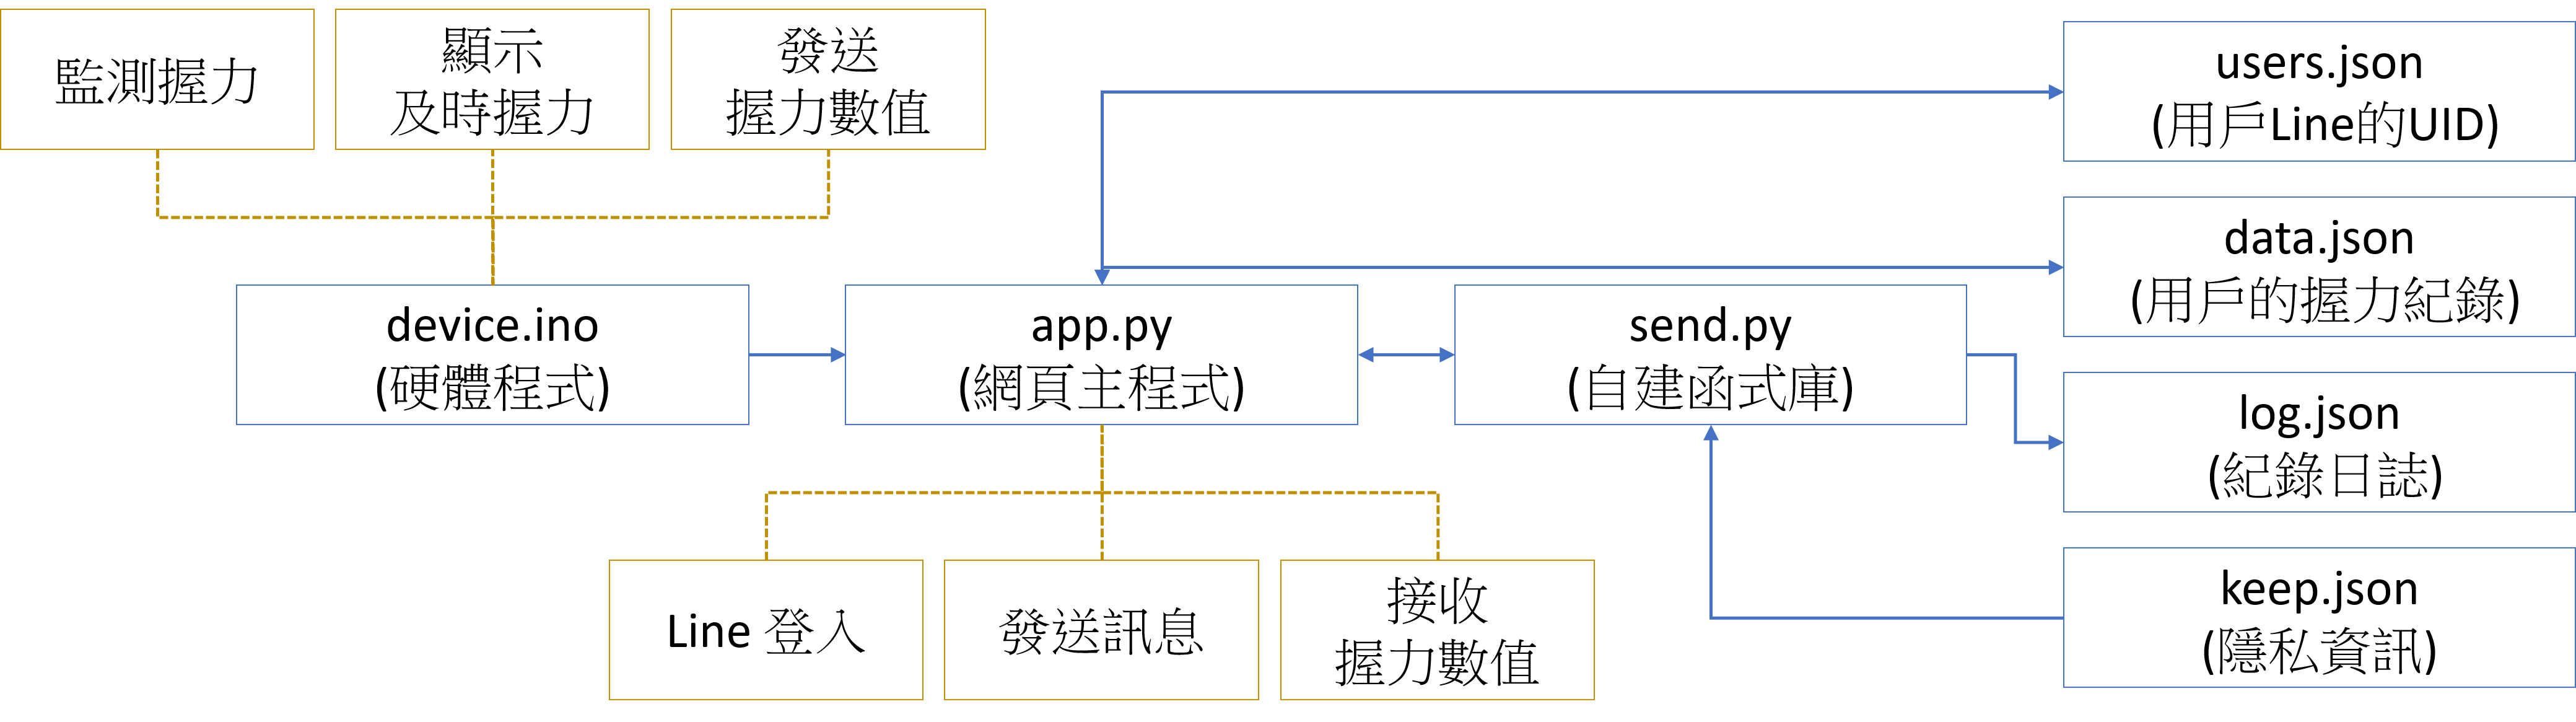 監測握力
顯示
及時握力
發送
握力數值
users.json
(用戶Line的UID)
data.json
(用戶的握力紀錄)
device.ino
(硬體程式)
app.py
(網頁主程式)
send.py
(自建函式庫)
log.json
(紀錄日誌)
Line 登入
發送訊息
接收
握力數值
keep.json
(隱私資訊)